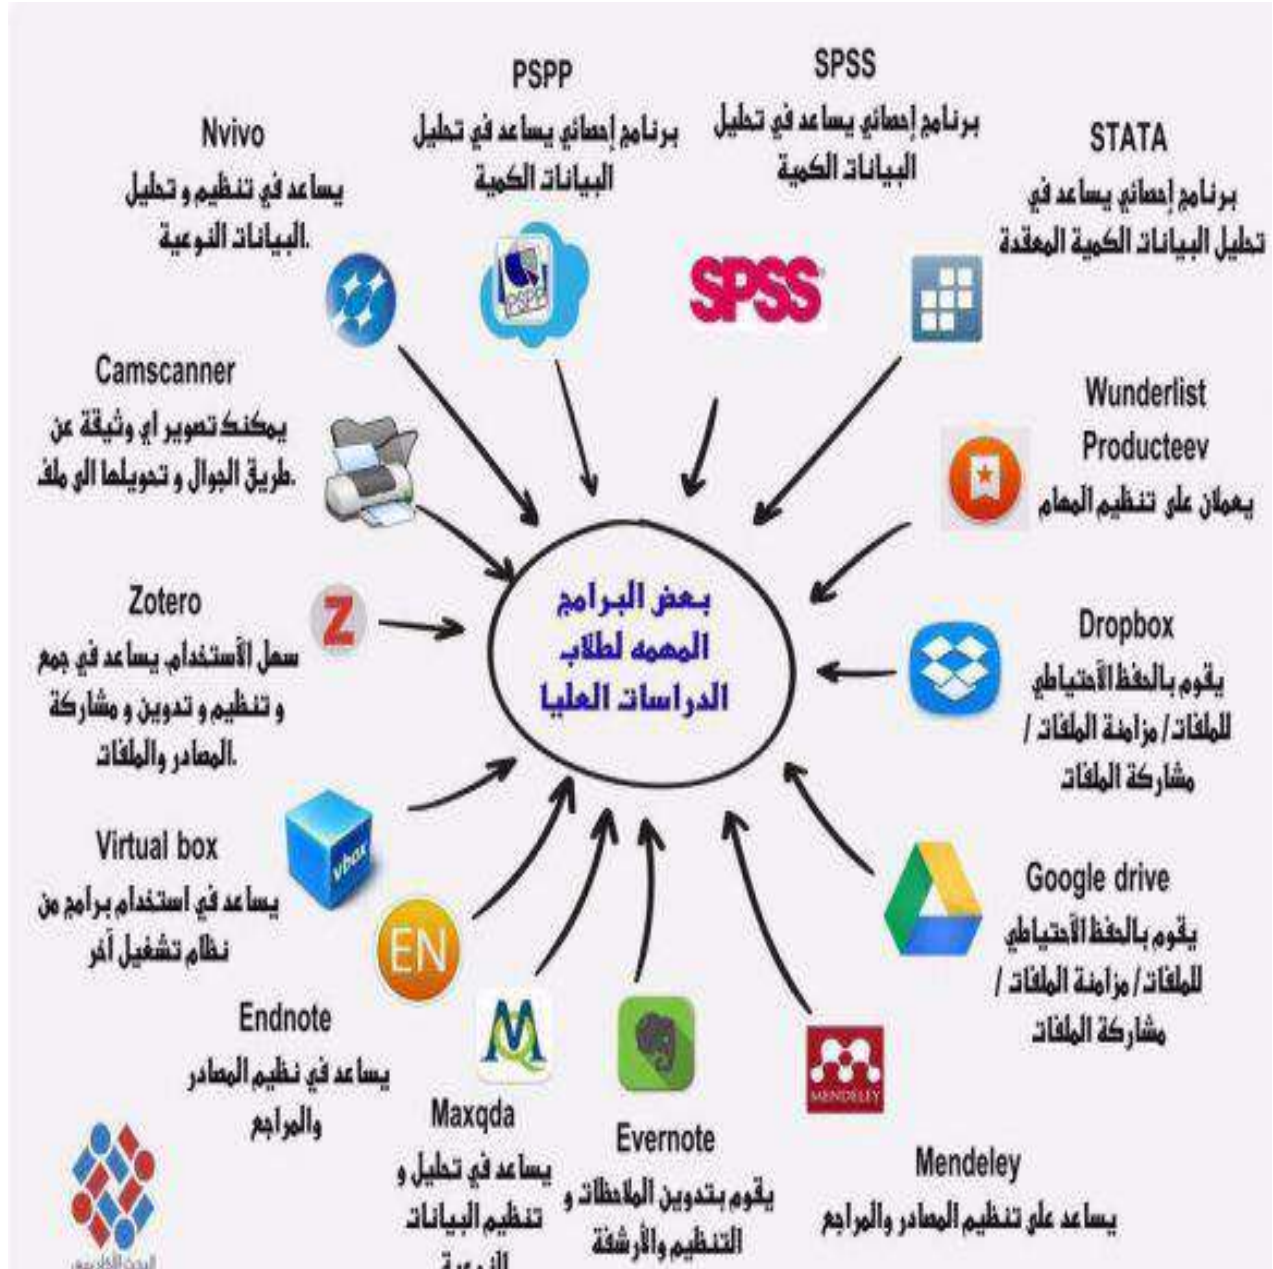 SPSS
برنامج إحصائي يساعد في تحليل
البيانات الكمية
SPSS
PSPP
برنامج إحصائي يساعد في تحليل
البيانات الكمية
PSPP
STATA
برنامج إحصائي يساعد في
تحليل البيانات الكمية المعقدة
Nvivo
يساعد في تنظيم و تحليل
البيانات النوعية.
Camscanner
يمكنك تصوير اي وثيقة عن
طريق الجوال و تحويلها الى ملف.
Wunderlist
Producteev
يعملان على تنظيم المهام
بعض البرامج
المهمه لطلاب
الدراسات العليا
Z
Zotero
سهل الأستخدام. يساعد في جمع
و تنظيم و تدوين و مشاركة
المصادر والملفات.
Dropbox
يقوم بالحفظ الآحتياطي
للملفات/ مزامنة الملفات /
مشاركة الملفات
Virtual box
يساعد في استخدام برامج من
نظام تشغيل آخر
vbox
Google drive
يقوم بالحفظ الآحتياطي
للملفات/ مزامنة الملفات /
مشاركة الملفات
EN
Endnote
يساعد في نظيم المصادر
والمراجع
MQ
Maxqda
يساعد في تحليل و
تنظيم البيانات
النوعية
Evernote
يقوم بتدوين الملاحظات و
التنظيم والأرشفة
MENDELEY
Mendeley
يساعد على تنظيم المصادر والمراجع